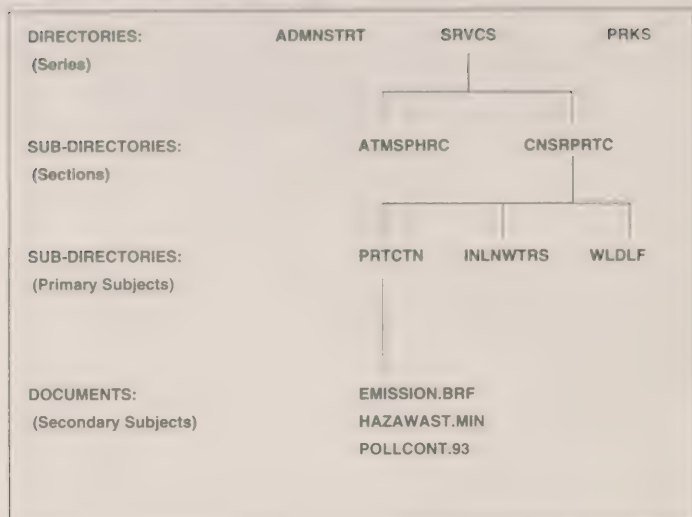 DIRECTORIES: ADMNSTRT SRVCS PRKS
(Series)
SUB-DIRECTORIES: ATMSPHRC CNSRPRTC
(Sections)
SUB-DIRECTORIES: PRTCTN INLNWTRS WLDLF
(Primary Subjects)
DOCUMENTS: EMISSION.BRF
(Secondary Subjects) HAZAWAST.MIN
POLLCONT.93